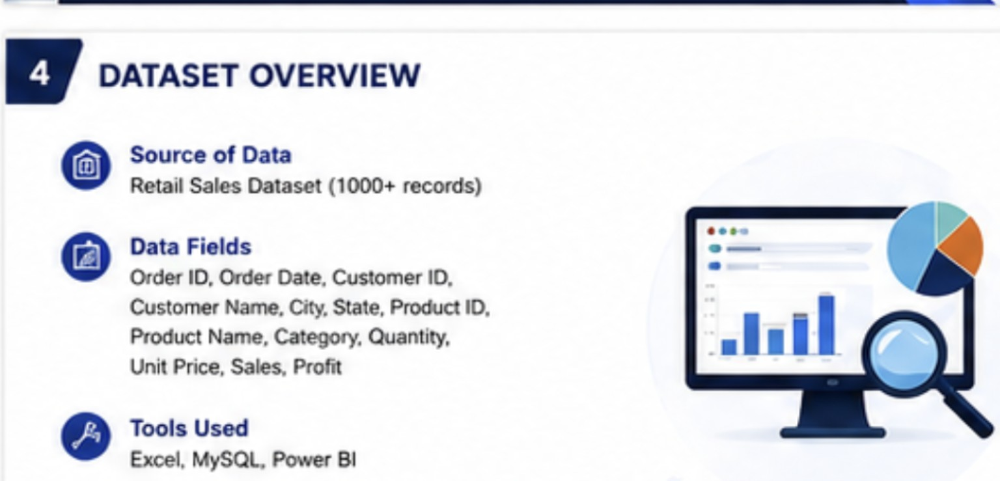 4
DATASET OVERVIEW
Source of Data
Retail Sales Dataset (1000+ records)
Data Fields
Order ID, Order Date, Customer ID,
Customer Name, City, State, Product ID,
Product Name, Category, Quantity,
Unit Price, Sales, Profit
Tools Used
Excel, MySQL, Power BI